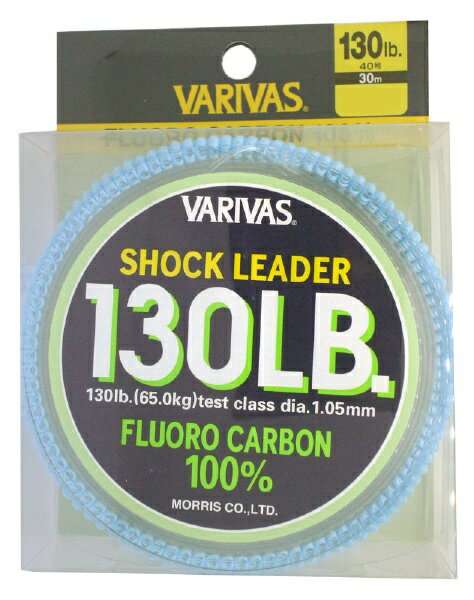 130lb.
40号
30m
VARIVAS®
FLUORO CARBON 100%
VARIVAS®
SHOCK LEADER
130LB.
130lb.(65.0kg)test class dia.1.05mm
FLUORO CARBON
100%
MORRIS CO.,LTD.